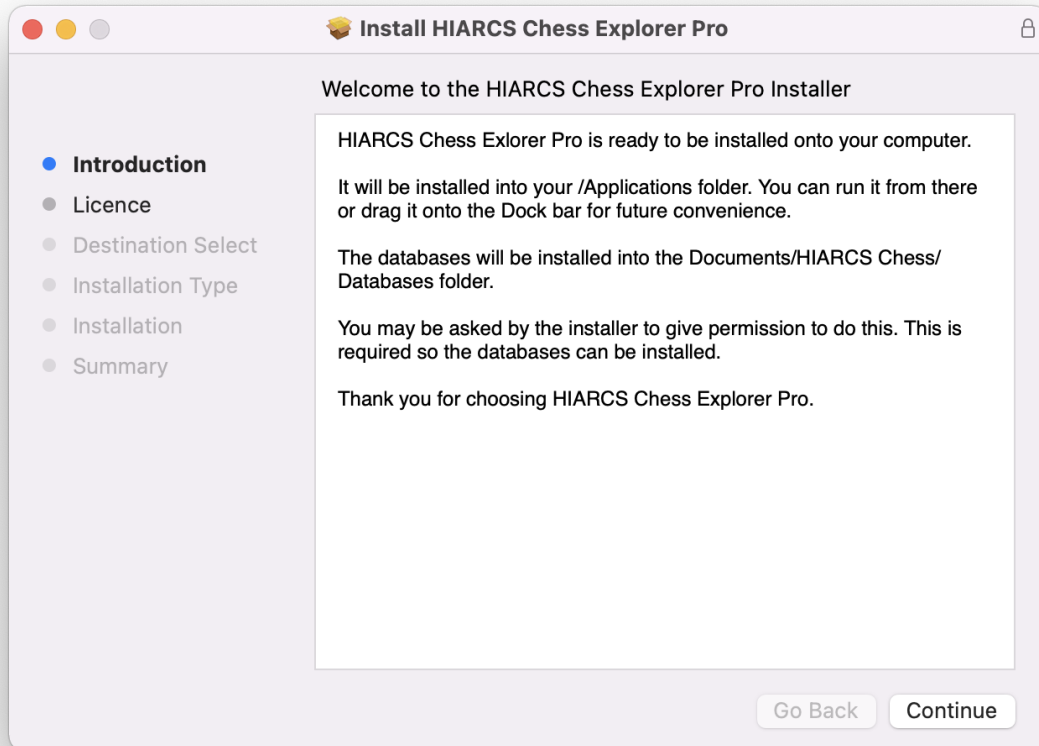 Install HIARCS Chess Explorer Pro
Welcome to the HIARCS Chess Explorer Pro Installer
Introduction
Licence
Destination Select
Installation Type
Installation
Summary
HIARCS Chess Exlorer Pro is ready to be installed onto your computer.
It will be installed into your /Applications folder. You can run it from there
or drag it onto the Dock bar for future convenience.
The databases will be installed into the Documents/HIARCS Chess/
Databases folder.
You may be asked by the installer to give permission to do this. This is
required so the databases can be installed.
Thank you for choosing HIARCS Chess Explorer Pro.
Go Back
Continue